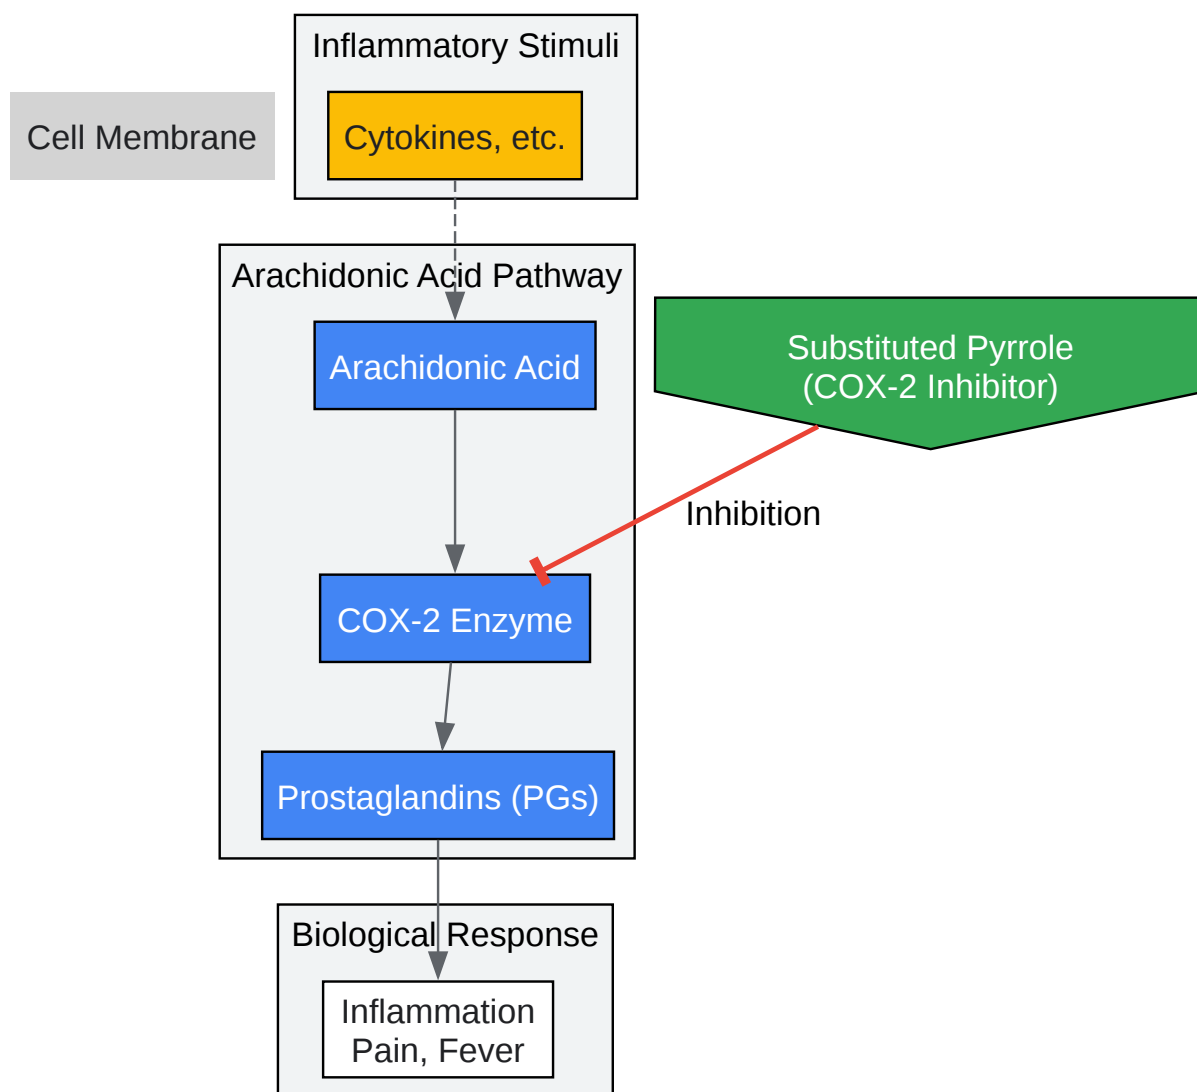 Inflammatory Stimuli
Cell Membrane
Cytokines, etc.
Arachidonic Acid Pathway
Arachidonic Acid
Substituted Pyrrole
(COX-2 Inhibitor)
Inhibition
COX-2 Enzyme
Prostaglandins (PGs)
Biological Response
Inflammation
Pain, Fever